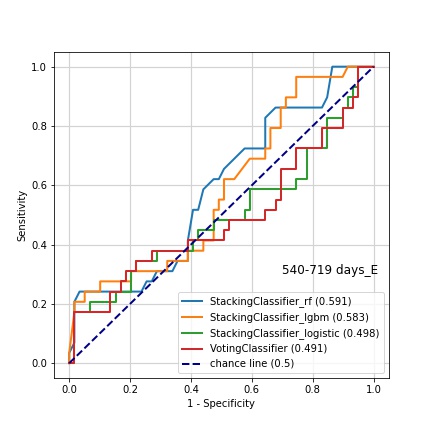 1.0
0.8
0.6
0.4
0.2
0.0
Sensitivity
540-719 days_E
StackingClassifier_rf (0.591)
StackingClassifier_lgbm (0.583)
StackingClassifier_logistic (0.498)
VotingClassifier (0.491)
chance line (0.5)
0.0 0.2 0.4 0.6 0.8 1.0
1 - Specificity